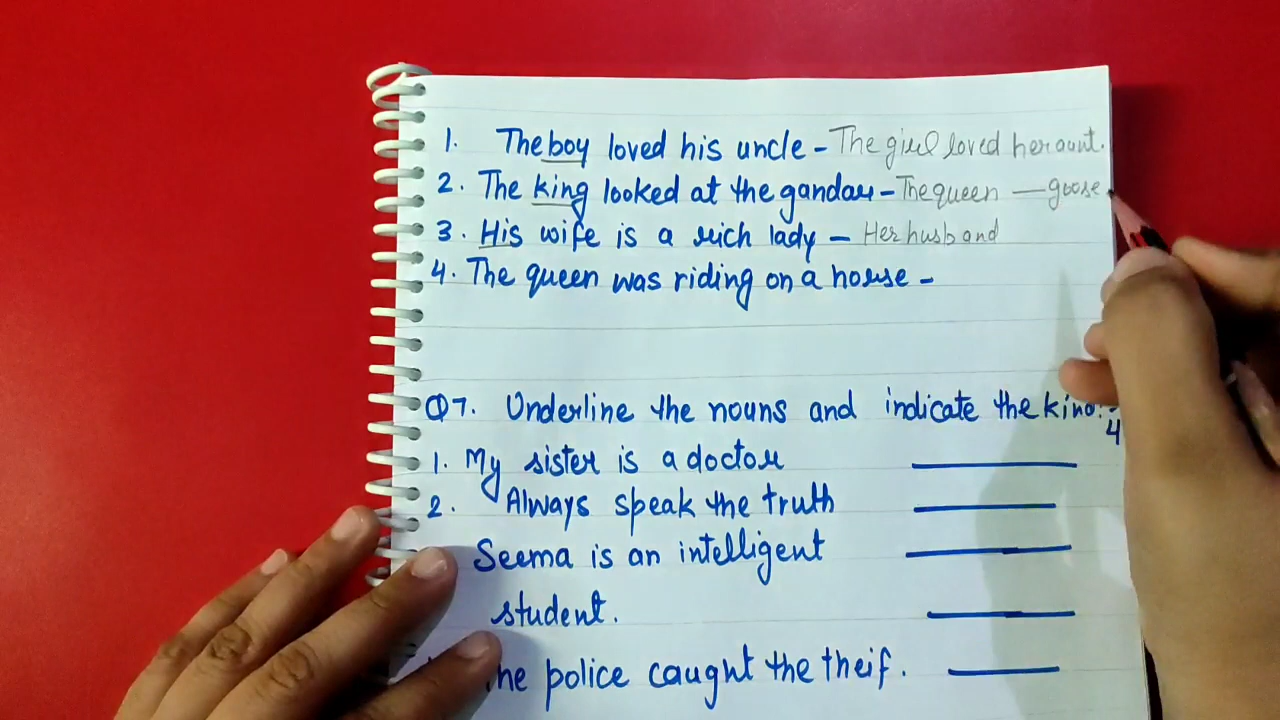 1. The boy loved his uncle - The girl loved her aunt.
2. The king looked at the gandar - The queen — goose
3. His wife is a rich lady - Her husband
4. The queen was riding on a horse -
Q7. Underline the nouns and indicate the kind.
4
1. My sister is a doctor
2. Always speak the truth
Seema is an intelligent
student.
he police caught the theif.